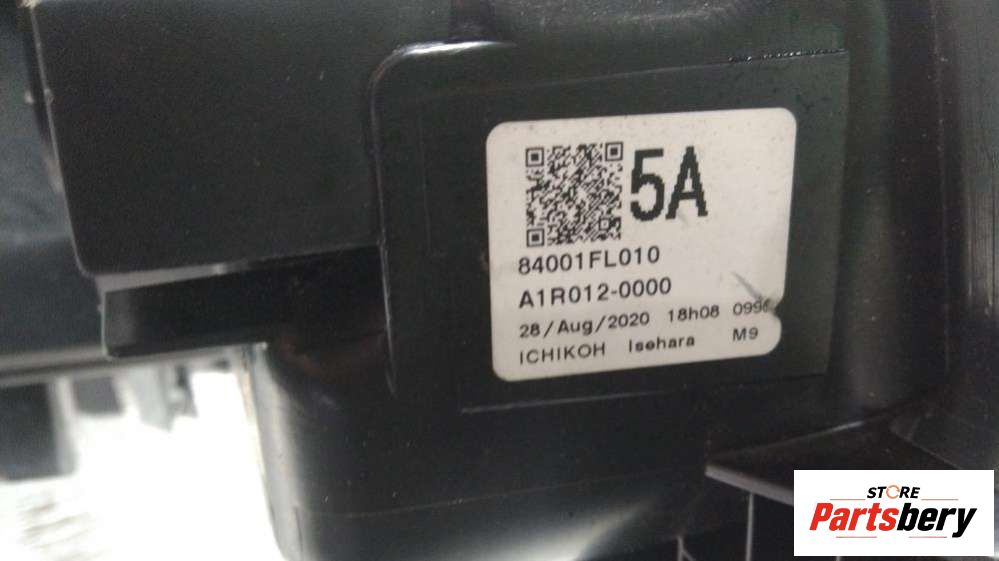 5A
84001FL010
A1R012-0000
28/Aug/2020 18h08
ICHIKOH Isehara M9
STORE
Partsbery